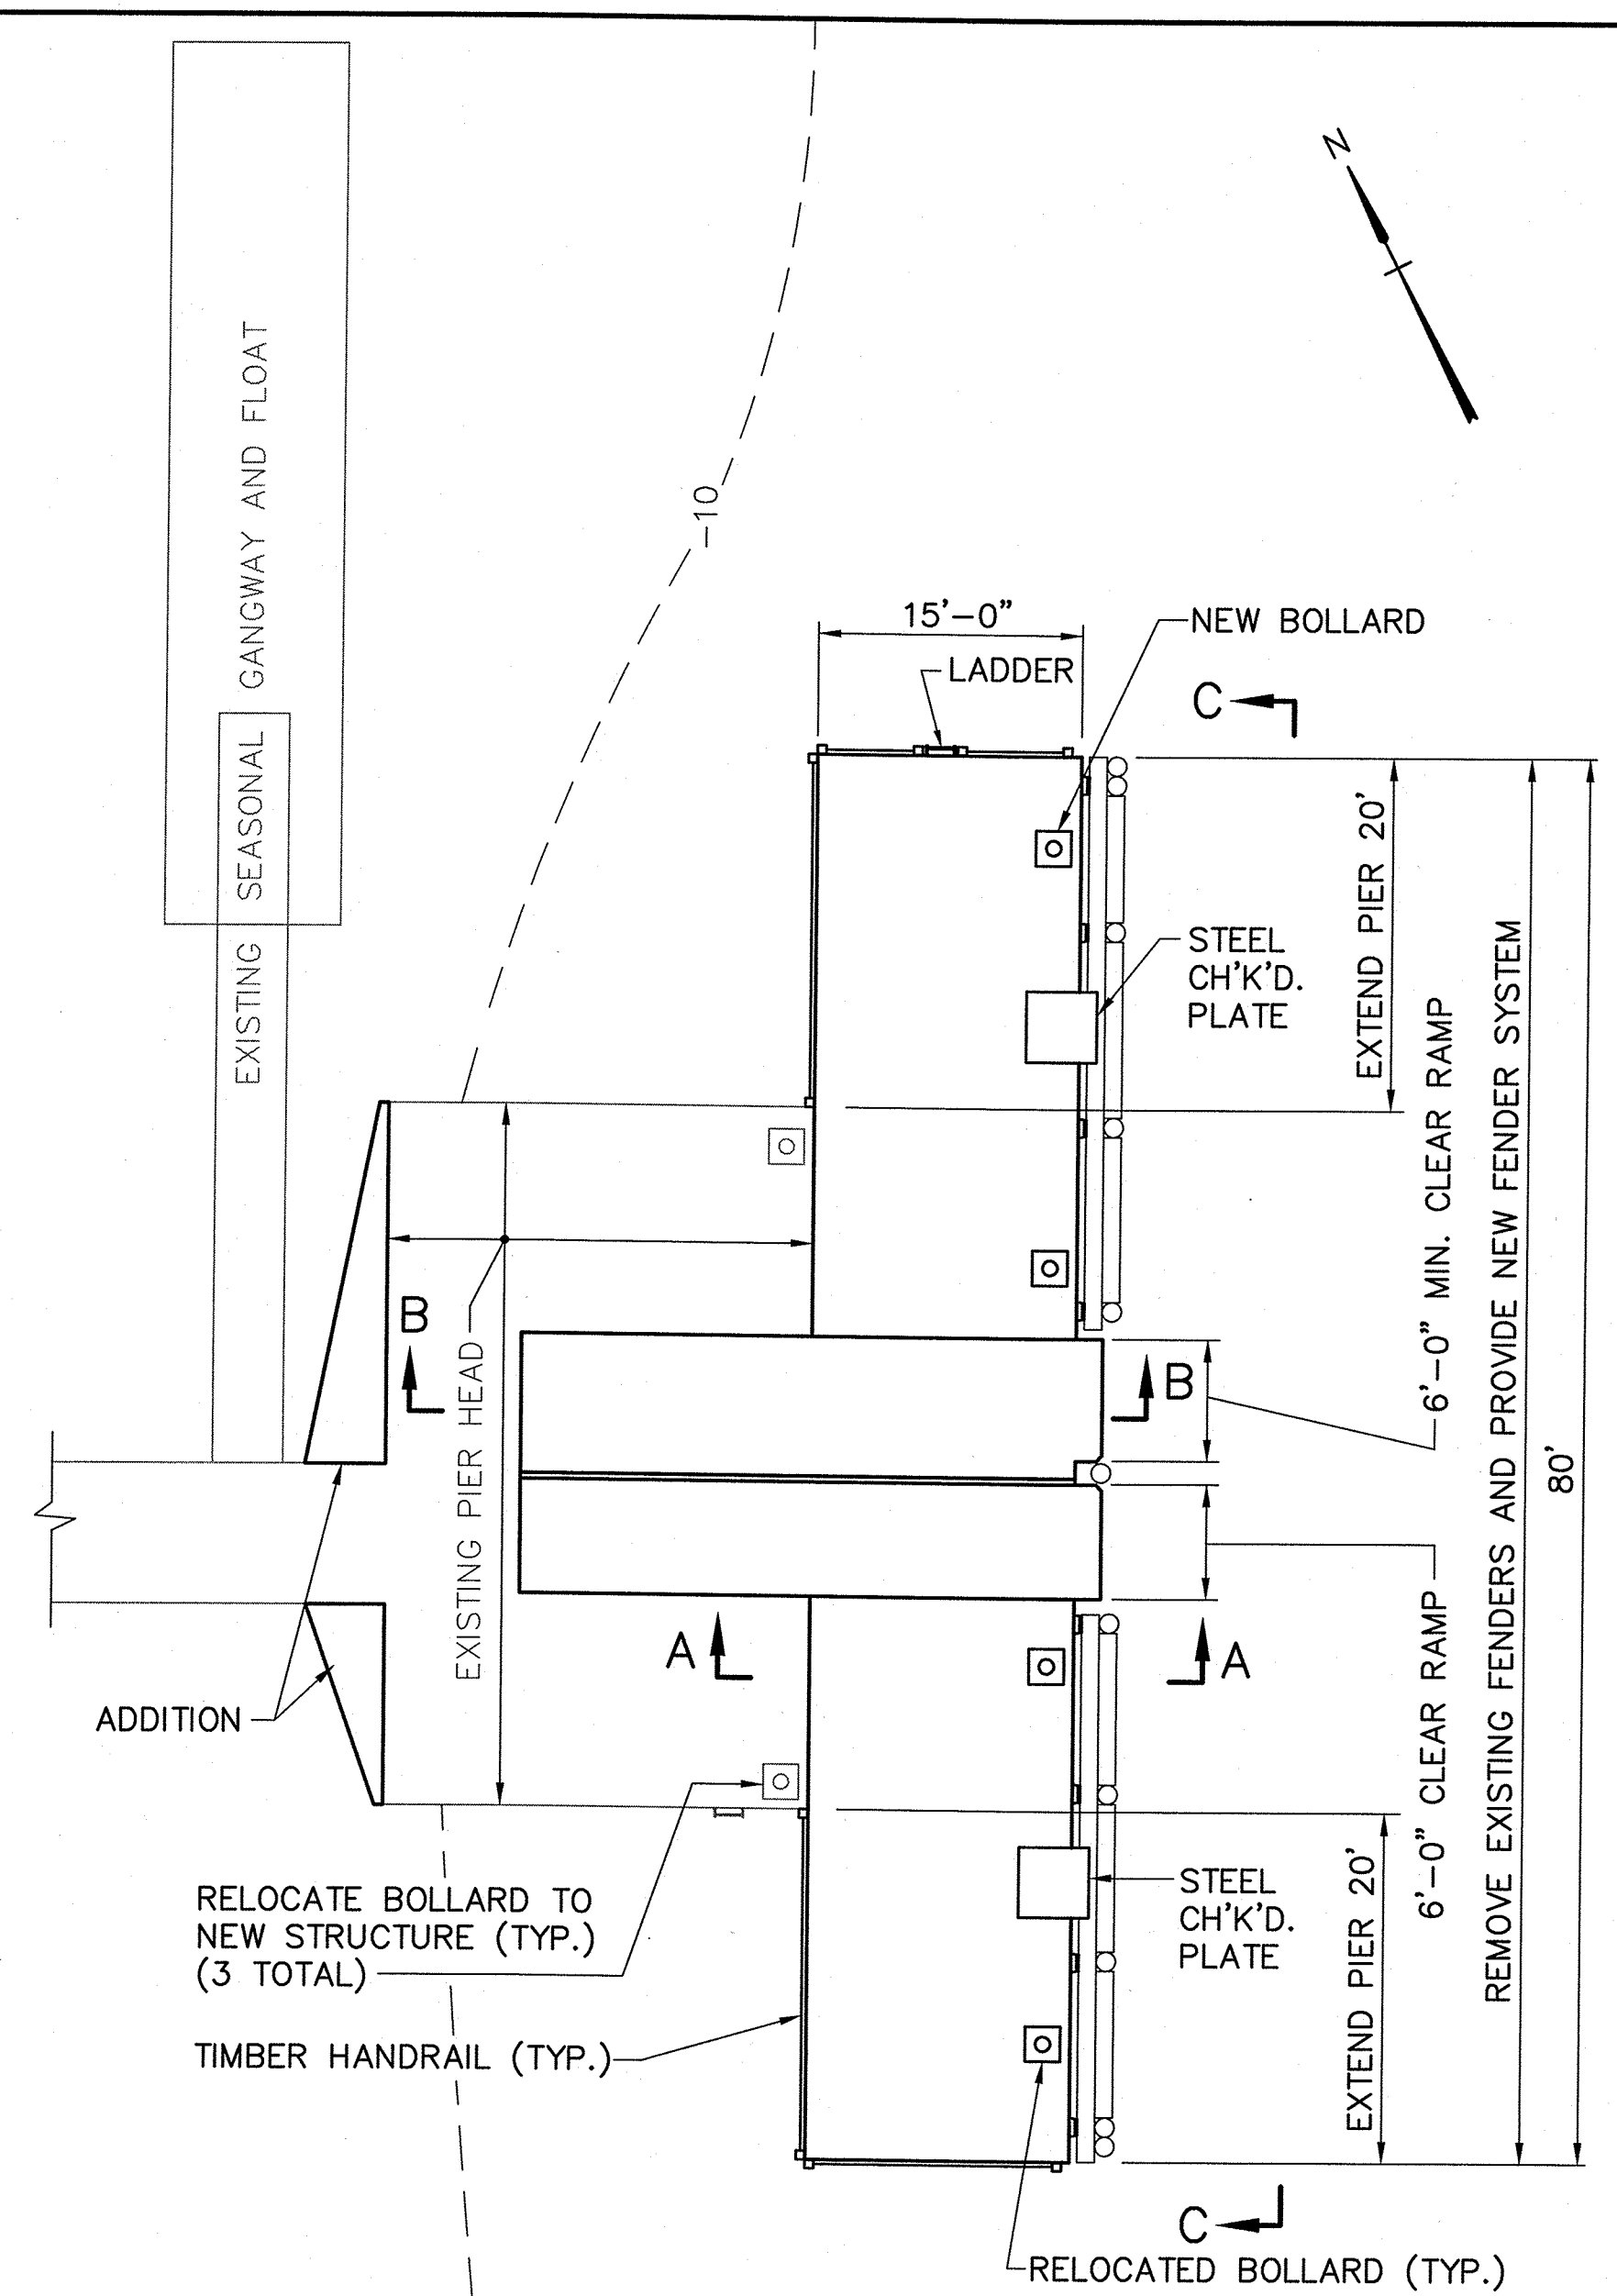 N
EXISTING SEASONAL GANGWAY AND FLOAT
-10
15'-0"
NEW BOLLARD
LADDER
C
STEEL
CH'K'D.
PLATE
EXTEND PIER 20'
6'-0" MIN. CLEAR RAMP
REMOVE EXISTING FENDERS AND PROVIDE NEW FENDER SYSTEM
80'
B
B
EXISTING PIER HEAD
A
A
6'-0" CLEAR RAMP
ADDITION
RELOCATE BOLLARD TO
NEW STRUCTURE (TYP.)
(3 TOTAL)
STEEL
CH'K'D.
PLATE
EXTEND PIER 20'
TIMBER HANDRAIL (TYP.)
C
RELOCATED BOLLARD (TYP.)